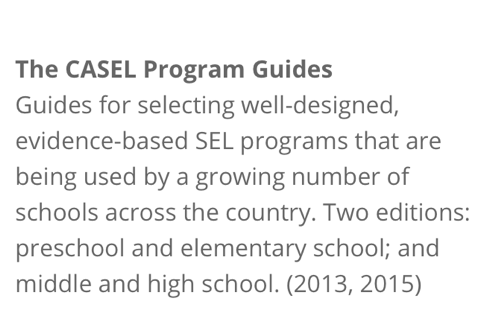 The CASEL Program Guides
Guides for selecting well-designed,
evidence-based SEL programs that are
being used by a growing number of
schools across the country. Two editions:
preschool and elementary school; and
middle and high school. (2013, 2015)